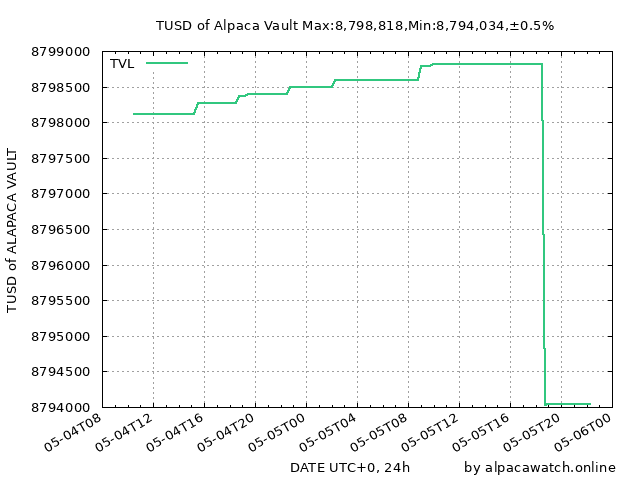 TUSD of Alpaca Vault Max:8,798,818,Min:8,794,034,±0.5%
TVL
8799000
8798500
8798000
8797500
8797000
8796500
8796000
8795500
8795000
8794500
8794000
TUSD of ALAPACA VAULT
05-04T08
05-04T12
05-04T16
05-04T20
05-05T00
05-05T04
05-05T08
05-05T12
05-05T16
05-05T20
05-06T00
DATE UTC+0, 24h
by alpacawatch.online